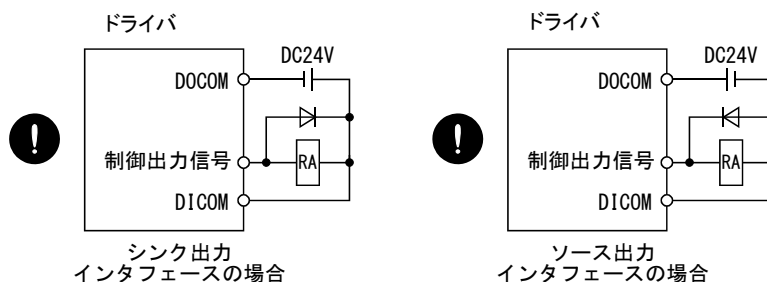 ドライバ
DC24V
DOCOM
!
制御出力信号
RA
DICOM
シンク出力
インタフェースの場合
ドライバ
DC24V
DOCOM
!
制御出力信号
RA
DICOM
ソース出力
インタフェースの場合